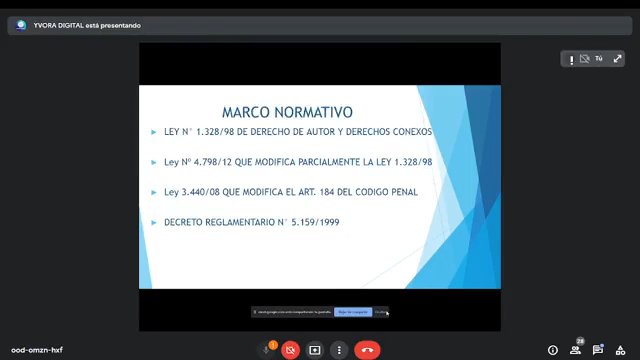 YVORA DIGITAL está presentando
Tú
MARCO NORMATIVO
LEY N° 1.328/98 DE DERECHO DE AUTOR Y DERECHOS CONEXOS
Ley Nº 4.798/12 QUE MODIFICA PARCIALMENTE LA LEY 1.328/98
Ley 3.440/08 QUE MODIFICA EL ART. 184 DEL CODIGO PENAL
DECRETO REGLAMENTARIO N° 5.159/1999
ood-omzn-hxf
28